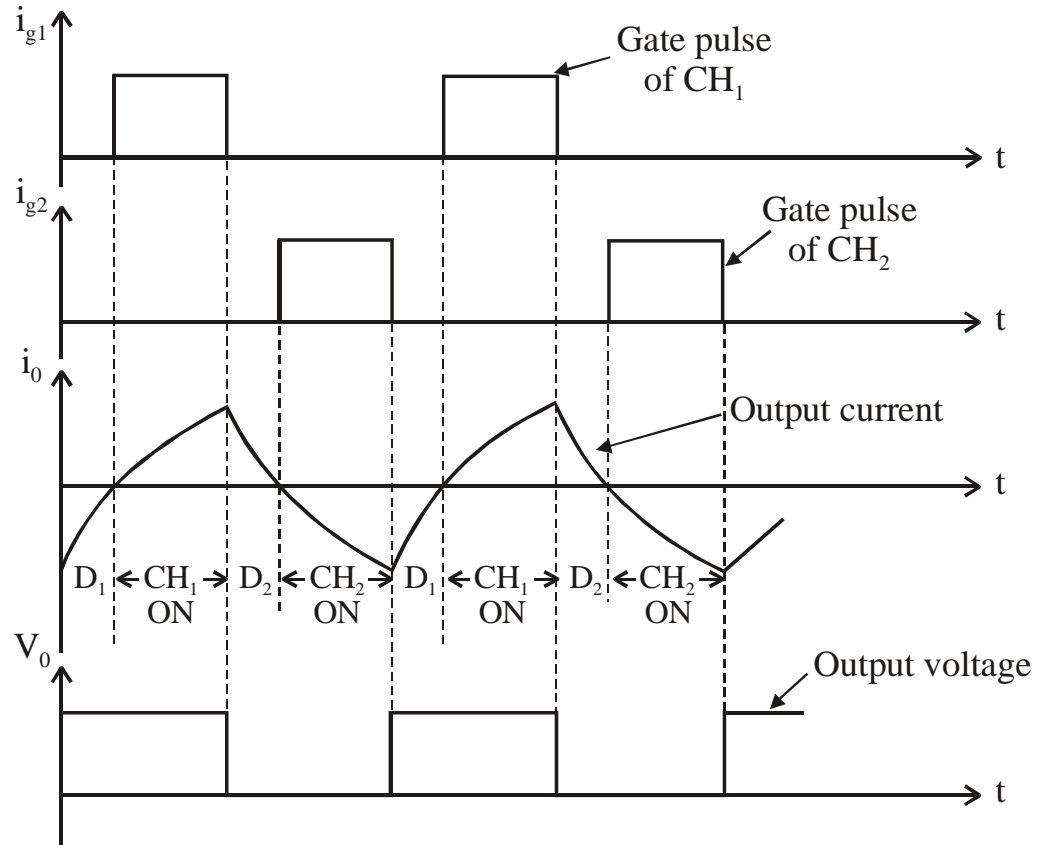 i_g1
Gate pulse
of CH_1
t
i_g2
Gate pulse
of CH_2
t
i_0
Output current
t
D_1 CH_1 D_2 CH_2 D_1 CH_1 D_2 CH_2
ON ON ON ON
V_0
Output voltage
t